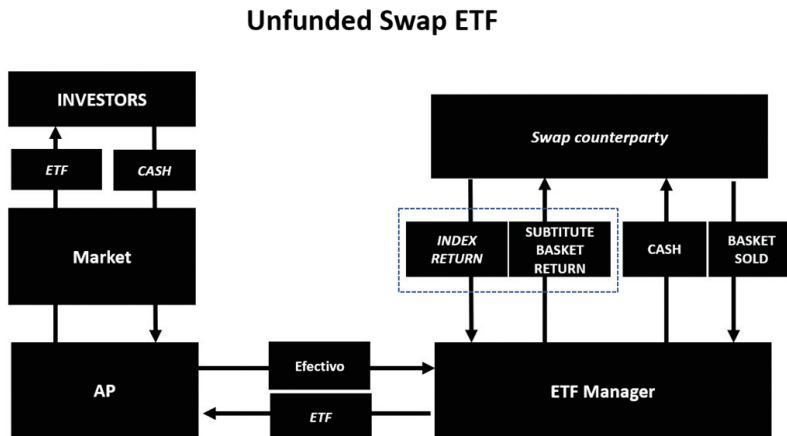 Unfunded Swap ETF
INVESTORS
ETF
CASH
Market
AP
Efectivo
ETF
Swap counterparty
INDEX
RETURN
SUBTITUTE
BASKET
RETURN
CASH
BASKET
SOLD
ETF Manager